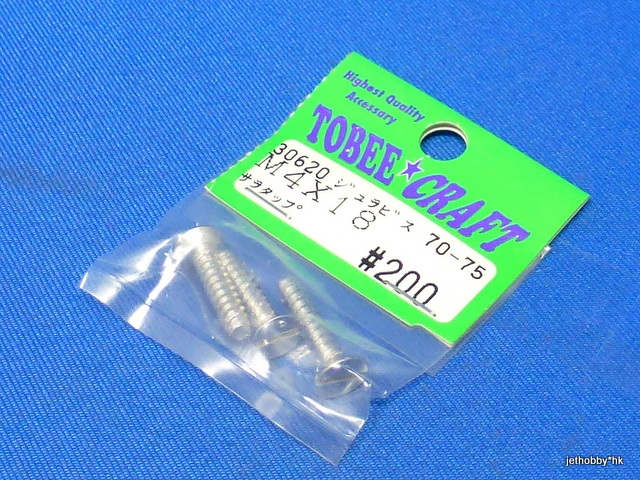 Highest Quality
Accessary
TOBEE★CRAFT
30620 ジュラビス 70-75
M4X18
サラタップ
#200
jethobby*hk